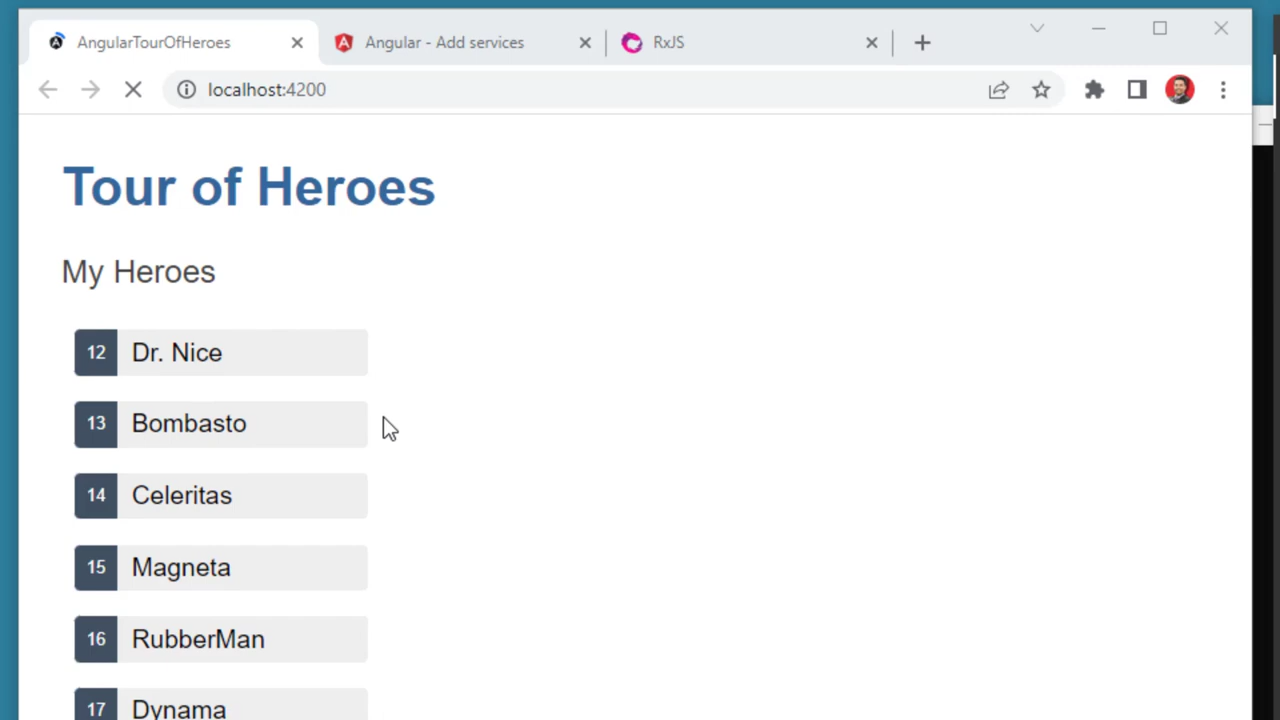 AngularTourOfHeroes
Angular - Add services
RxJS
localhost:4200
Tour of Heroes
My Heroes
12 Dr. Nice
13 Bombasto
14 Celeritas
15 Magneta
16 RubberMan
17 Dynama